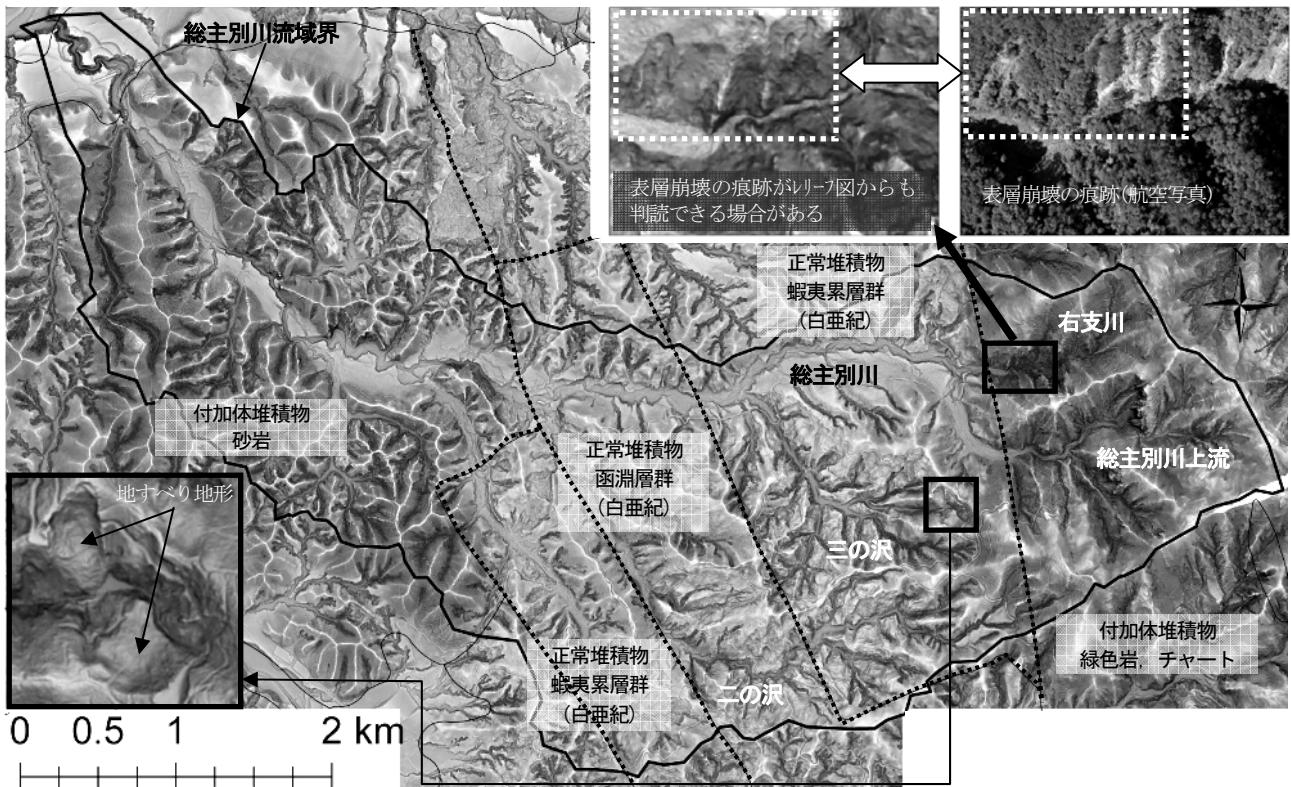 総主別川流域界
表層崩壊の痕跡がﾚﾘｰﾌ図からも
判読できる場合がある
表層崩壊の痕跡(航空写真)
正常堆積物
蝦夷累層群
(白亜紀)
N
右支川
総主別川
付加体堆積物
砂岩
正常堆積物
函淵層群
(白亜紀)
総主別川上流
地すべり地形
三の沢
付加体堆積物
緑色岩, チャート
正常堆積物
蝦夷累層群
(白亜紀)
二の沢
0 0.5 1 2 km